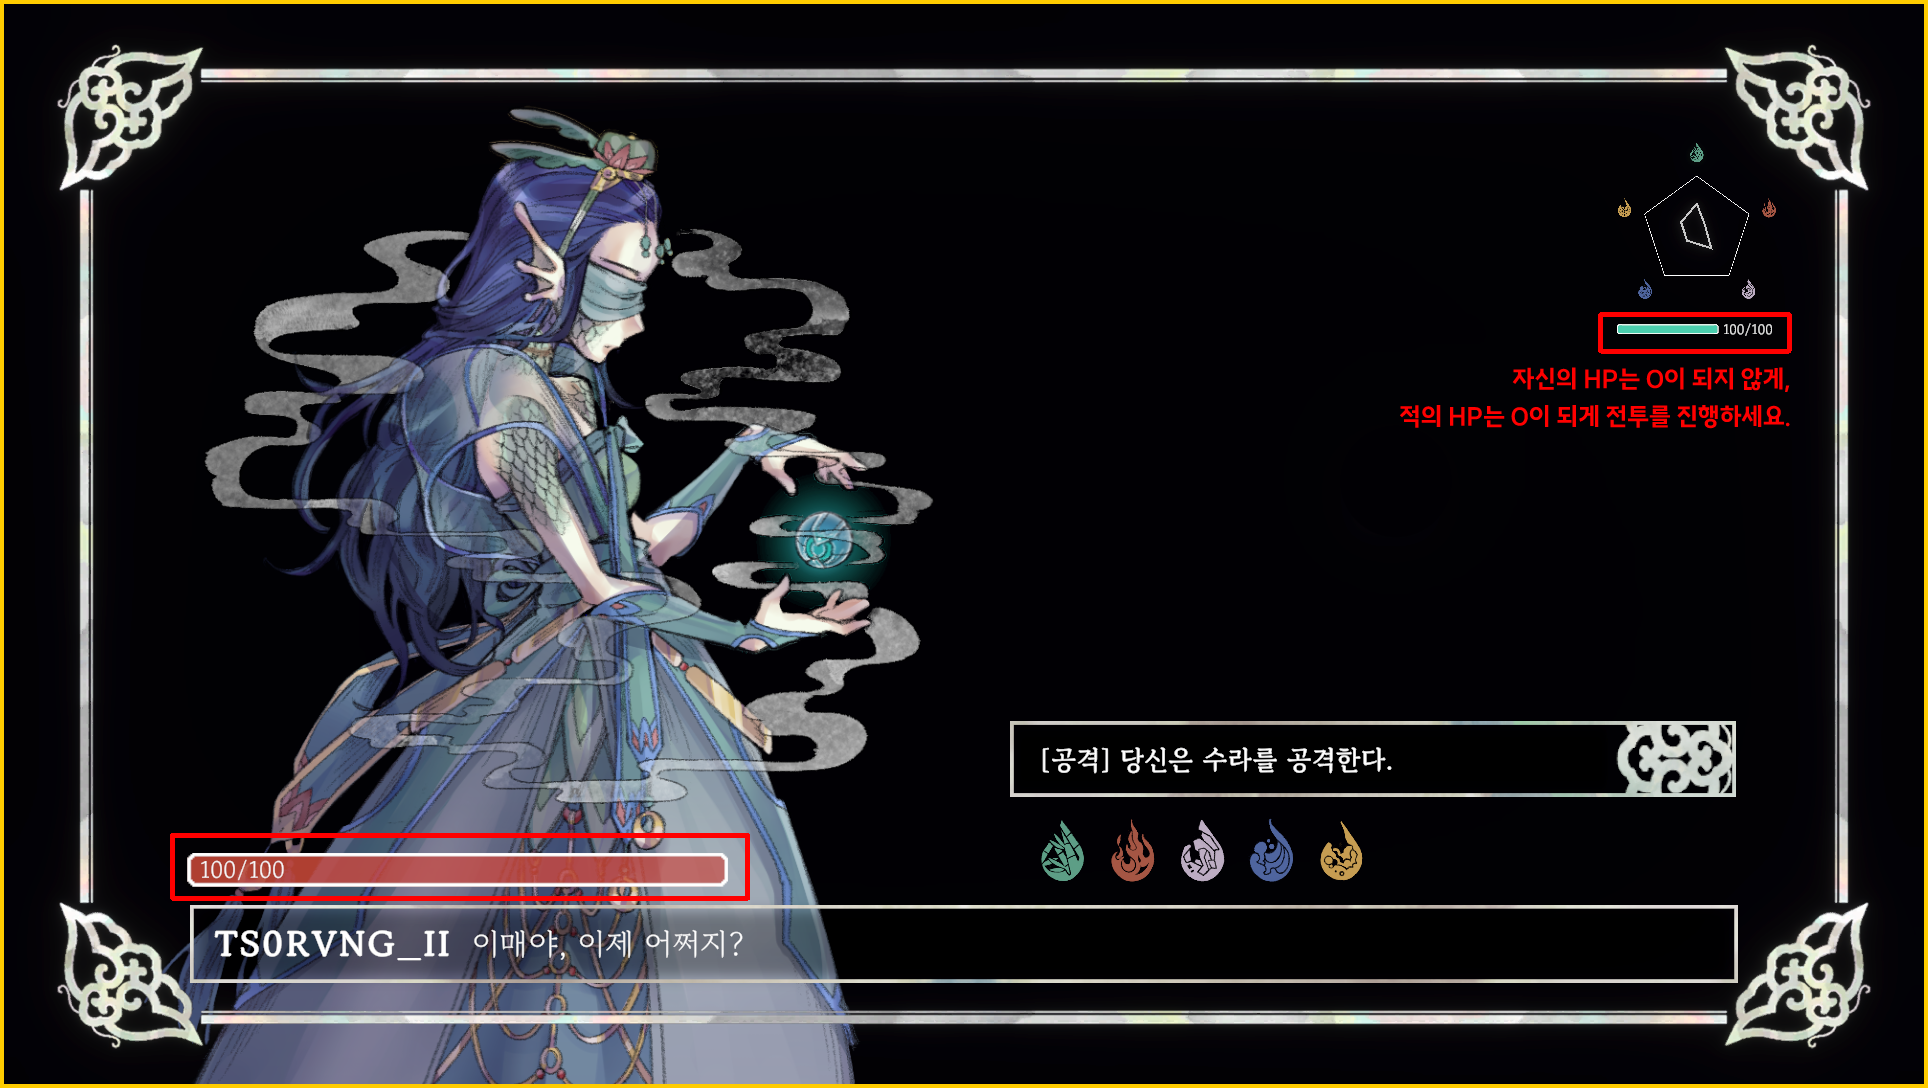 100/100
자신의 HP는 0이 되지 않게,
적의 HP는 0이 되게 전투를 진행하세요.
[공격] 당신은 수라를 공격한다.
100/100
TS0RVNG_II 이매야, 이제 어쩌지?